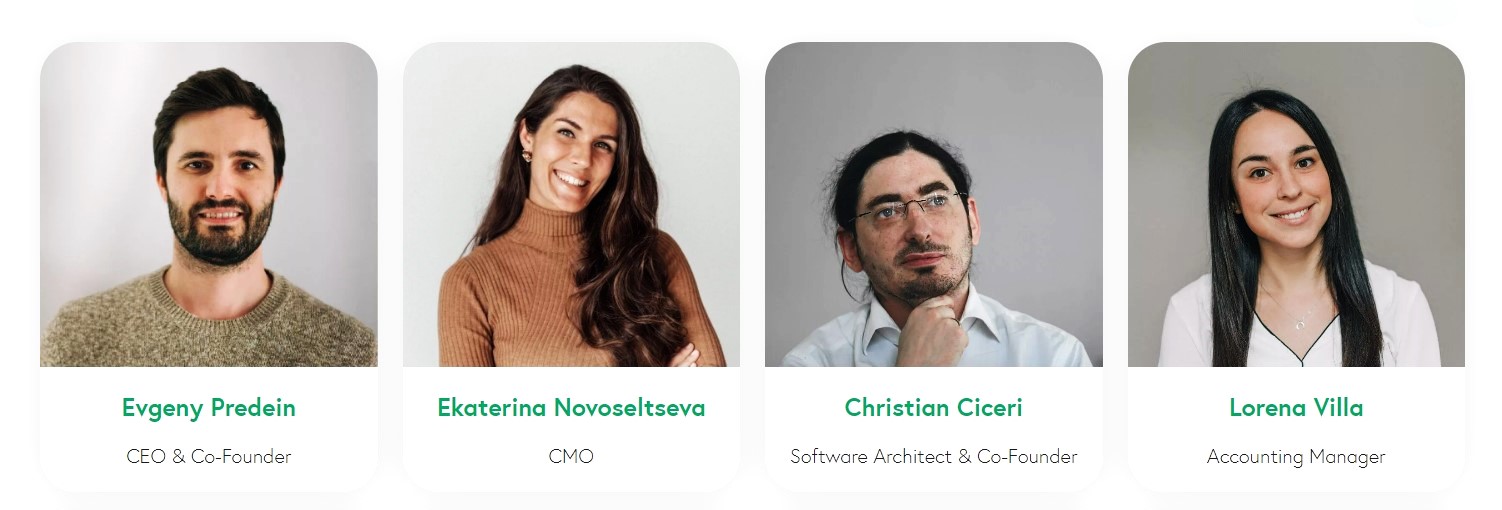 Evgeny Predein
CEO & Co-Founder
Ekaterina Novoseltseva
CMO
Christian Ciceri
Software Architect & Co-Founder
Lorena Villa
Accounting Manager